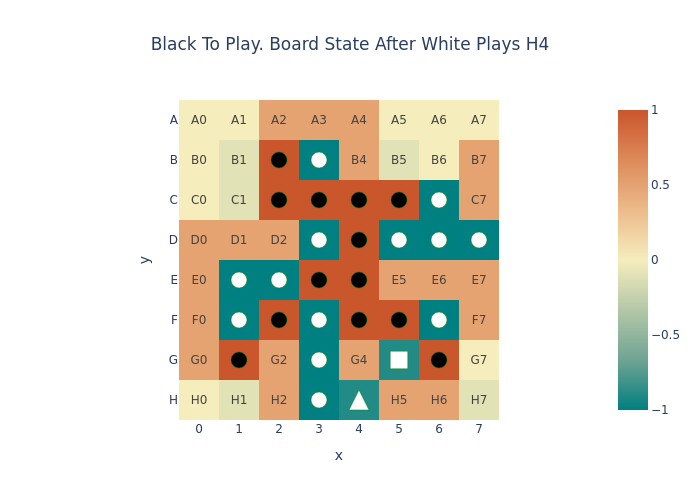 Black To Play. Board State After White Plays H4
A A0 A1 A2 A3 A4 A5 A6 A7
B B0 B1 B4 B5 B6 B7
C C0 C1 C7
D D0 D1 D2
E E0 E5 E6 E7
F F0 F7
G G0 G2 G4 G7
H H0 H1 H2 H5 H6 H7
0 1 2 3 4 5 6 7
x
y
1
0.5
0
−0.5
−1